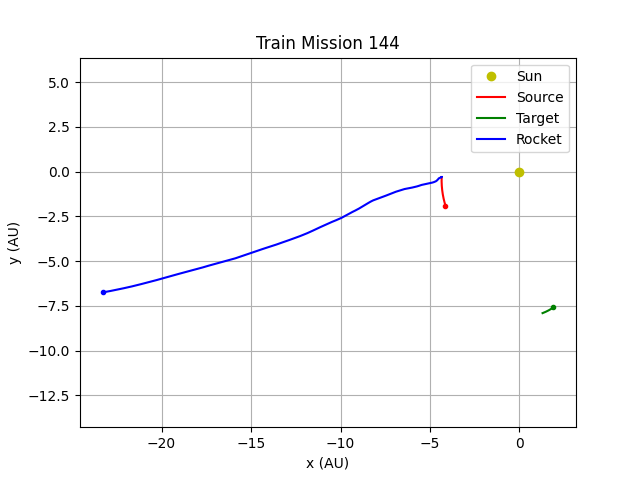 Train Mission 144
Sun
Source
Target
Rocket
5.0
2.5
0.0
−2.5
−5.0
−7.5
−10.0
−12.5
y (AU)
−20
−15
−10
−5
0
x (AU)